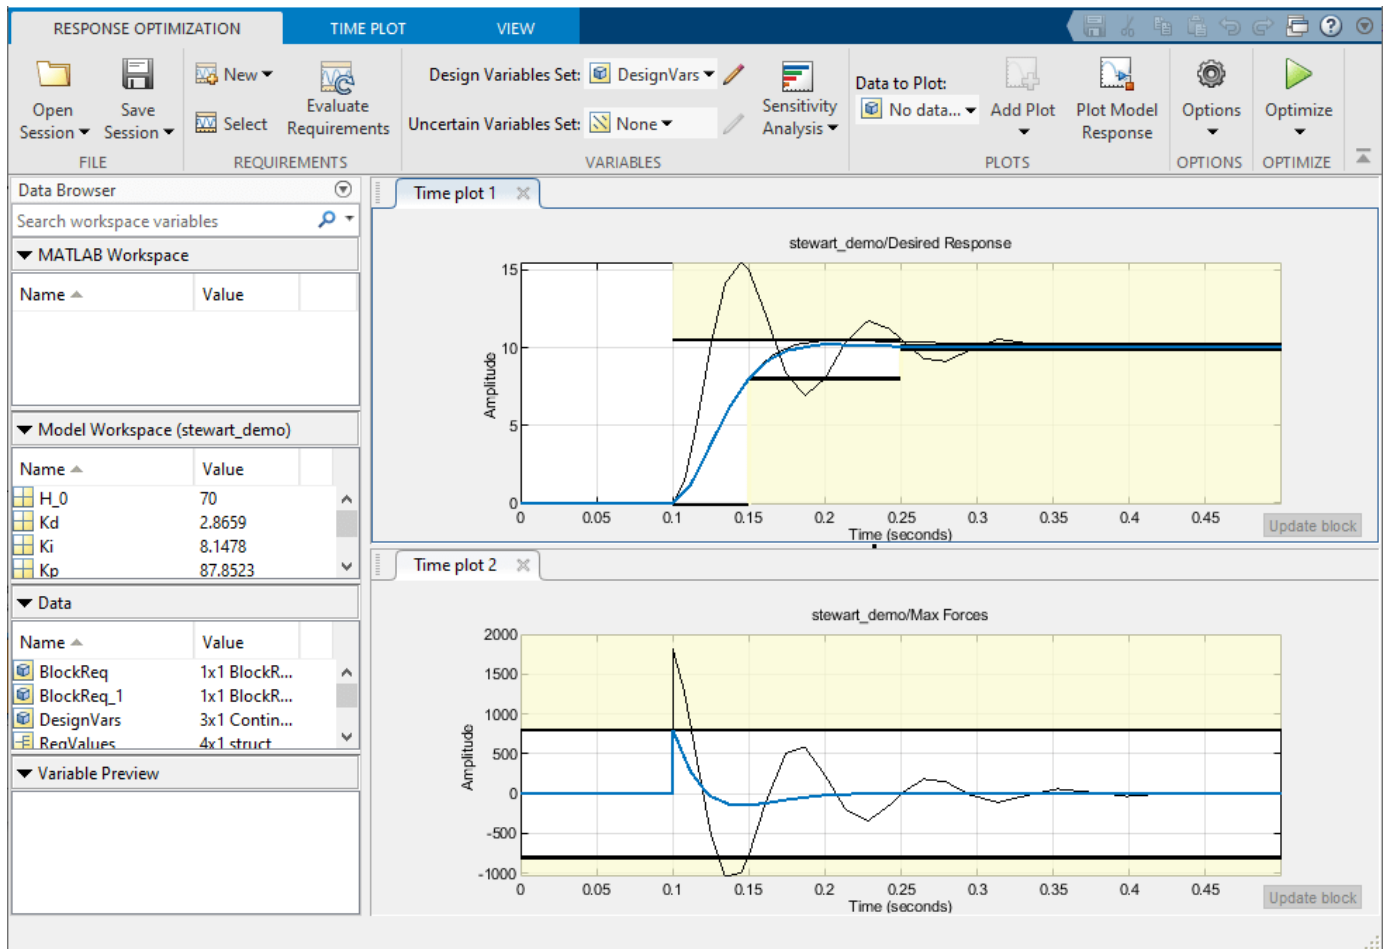 RESPONSE OPTIMIZATION TIME PLOT VIEW
Open Session Save Session New Select Evaluate Requirements
Design Variables Set: DesignVars
Uncertain Variables Set: None
Sensitivity Analysis
Data to Plot:
No data...
Add Plot Plot Model Response Options Optimize
FILE REQUIREMENTS VARIABLES PLOTS OPTIONS OPTIMIZE
Data Browser
Search workspace variables
MATLAB Workspace
Name Value
Model Workspace (stewart_demo)
Name Value
H_0 70
Kd 2.8659
Ki 8.1478
Kp 87.8523
Data
Name Value
BlockReq 1x1 BlockR...
BlockReq_1 1x1 BlockR...
DesignVars 3x1 Contin...
ReqValues 4x1 struct
Variable Preview
Time plot 1
stewart_demo/Desired Response
Amplitude
15
10
5
0
0 0.05 0.1 0.15 0.2 0.25 0.3 0.35 0.4 0.45
Time (seconds)
Update block
Time plot 2
stewart_demo/Max Forces
Amplitude
2000
1500
1000
500
0
-500
-1000
0 0.05 0.1 0.15 0.2 0.25 0.3 0.35 0.4 0.45
Time (seconds)
Update block